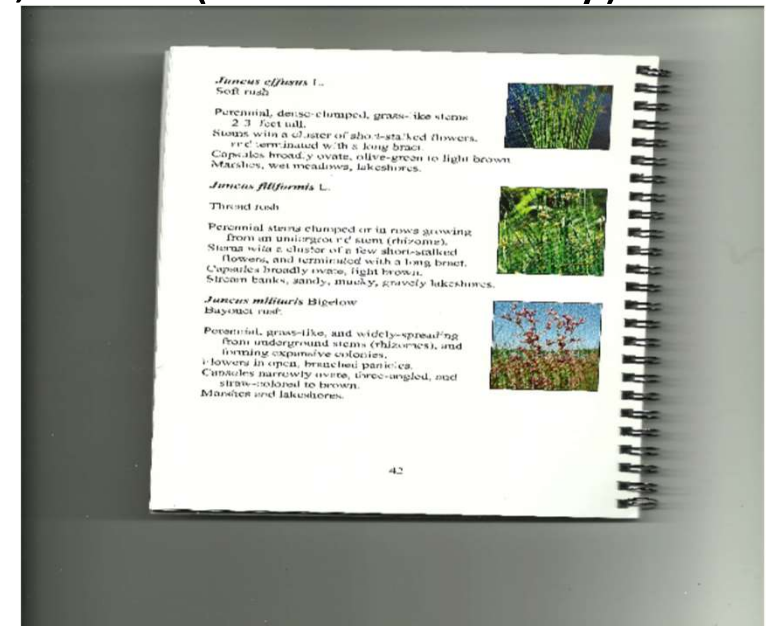 Juncus effusus L.
Soft rush
Perennial, dense-clumped, grass-like stems
2-3 feet tall.
Stems with a cluster of short-stalked flowers,
and terminated with a long bract.
Capsules broadly ovate, olive-green to light brown
Marshes, wet meadows, lakeshores.
Juncus filiformis L.
Thread rush
Perennial stems clumped or in rows growing
from an underground stem (rhizome).
Stems with a cluster of a few short-stalked
flowers, and terminated with a long bract.
Capsules broadly ovate, light brown.
Stream banks, sandy, mucky, gravely lakeshores.
Juncus militaris Bigelow
Bayonet rush
Perennial, grass-like, and widely-spreading
from underground stems (rhizomes), and
forming expansive colonies.
Flowers in open, branched panicles.
Capsules narrowly ovate, three-angled, and
straw-colored to brown.
Marshes and lakeshores.
42